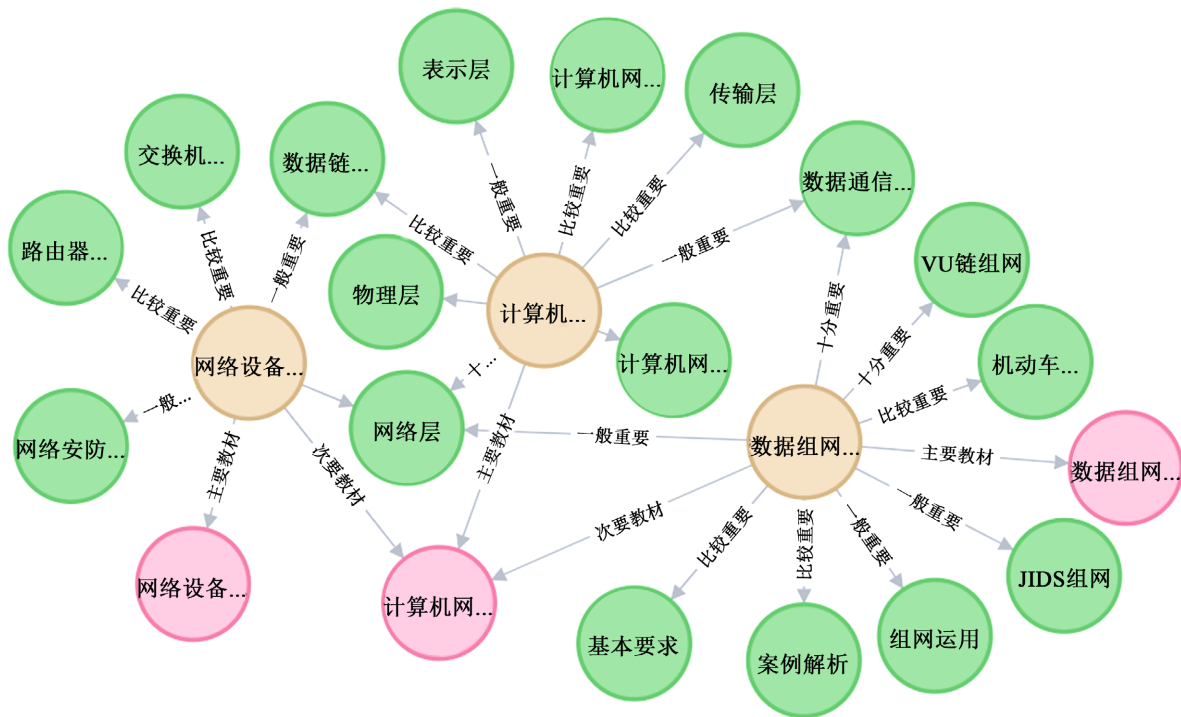 表示层
计算机网...
传输层
交换机...
数据链...
数据通信...
一般重要
比较重要
比较重要
路由器...
比较重要
一般重要
比较重要
一般重要
VU链组网
比较重要
物理层
计算机...
十分重要
十分重要
机动车...
网络设备...
十...
计算机网...
比较重要
一般...
网络安防...
网络层
一般重要
数据组网...
主要教材
数据组网...
主要教材
次要教材
主要教材
次要教材
比较重要
比较重要
一般重要
一般重要
网络设备...
计算机网...
JIDS组网
基本要求
案例解析
组网运用